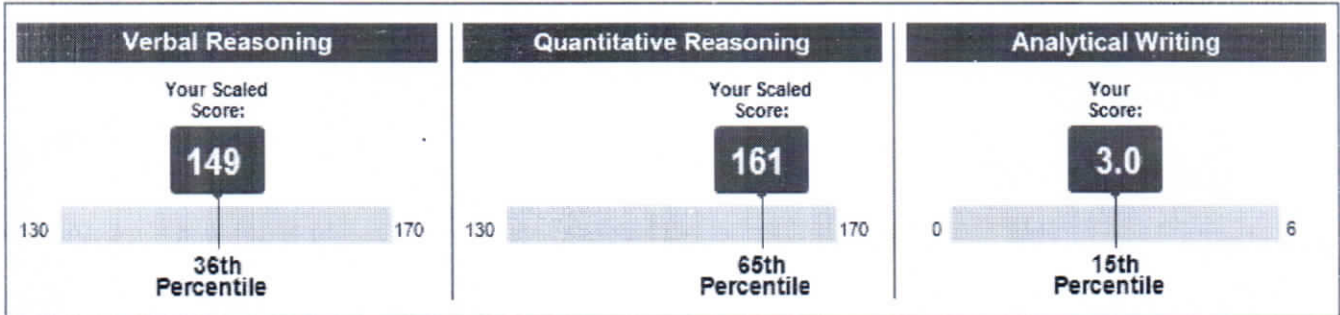 Verbal Reasoning
Your Scaled
Score:
149
130
170
36th
Percentile
Quantitative Reasoning
Your Scaled
Score:
161
130
170
65th
Percentile
Analytical Writing
Your
Score:
3.0
0
6
15th
Percentile